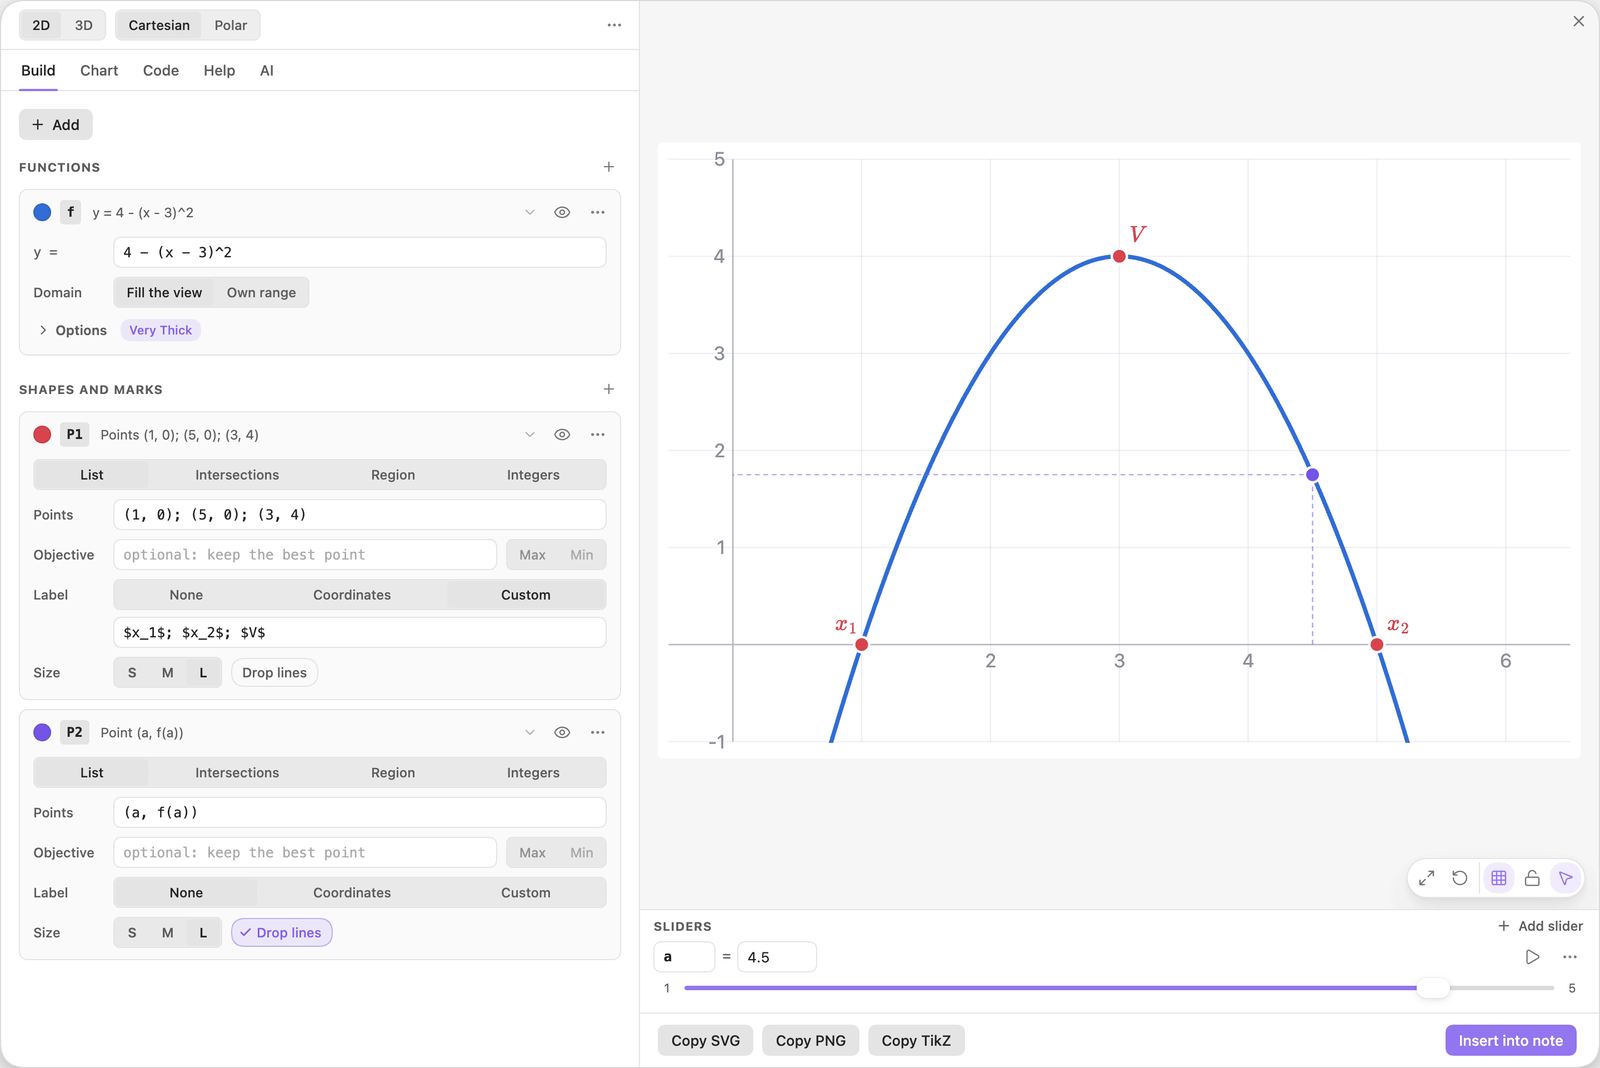 2D 3D Cartesian Polar
Build Chart Code Help AI
+ Add
FUNCTIONS
f y = 4 - (x - 3)^2
y = 4 - (x - 3)^2
Domain Fill the view Own range
Options Very Thick
SHAPES AND MARKS
P1 Points (1, 0); (5, 0); (3, 4)
List Intersections Region Integers
Points (1, 0); (5, 0); (3, 4)
Objective optional: keep the best point Max Min
Label None Coordinates Custom
$x_1$; $x_2$; $V$
Size S M L Drop lines
P2 Point (a, f(a))
List Intersections Region Integers
Points (a, f(a))
Objective optional: keep the best point Max Min
Label None Coordinates Custom
Size S M L Drop lines
5
V
4
3
2
1
x₁ x₂
2 3 4 6
-1
SLIDERS + Add slider
a = 4.5
1 5
Copy SVG Copy PNG Copy TikZ Insert into note